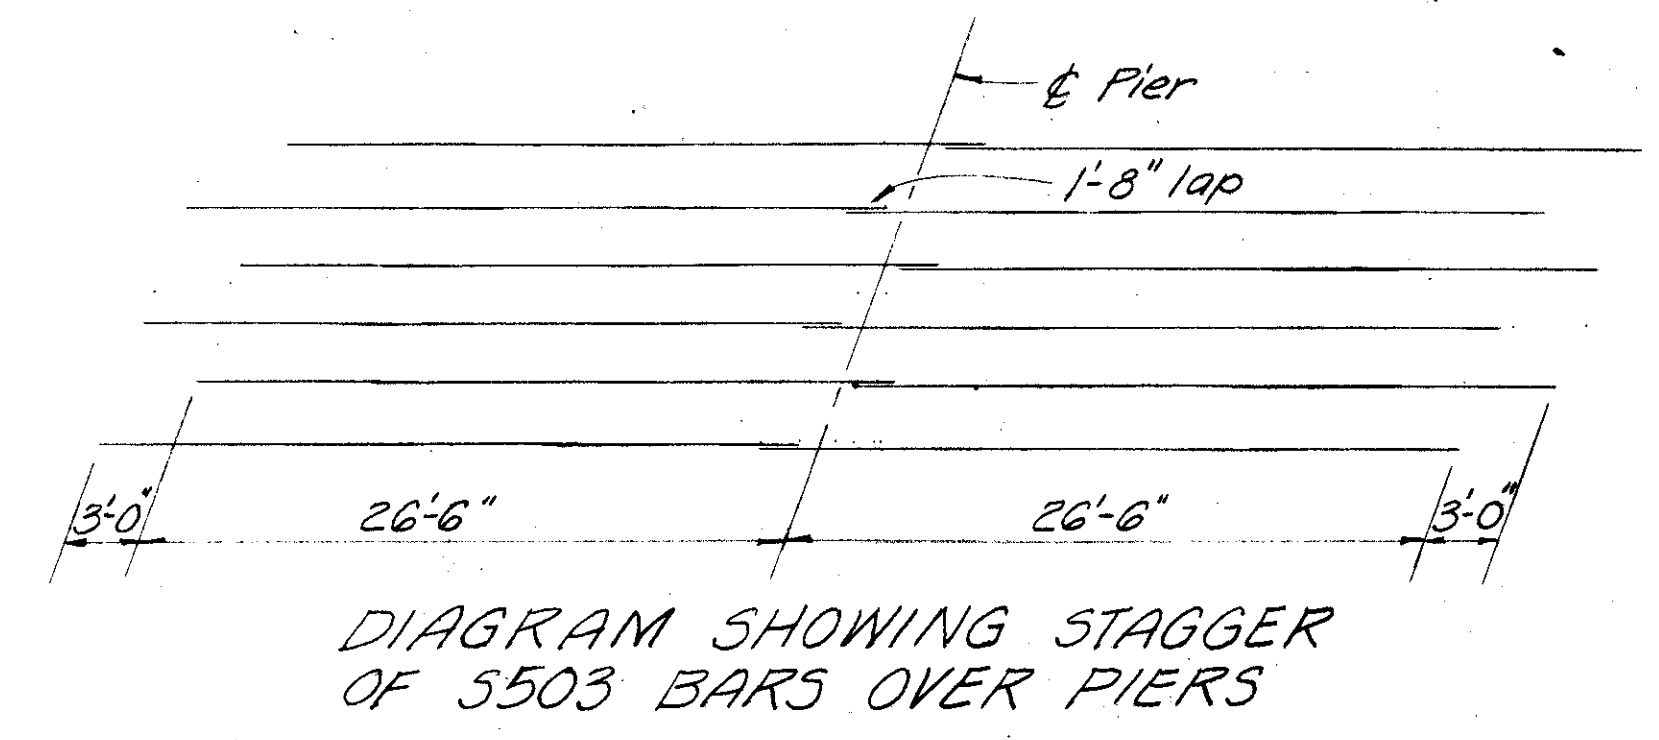 ℄ Pier
1'-8" lap
3'-0" 26'-6" 26'-6" 3'-0"
DIAGRAM SHOWING STAGGER
OF S503 BARS OVER PIERS